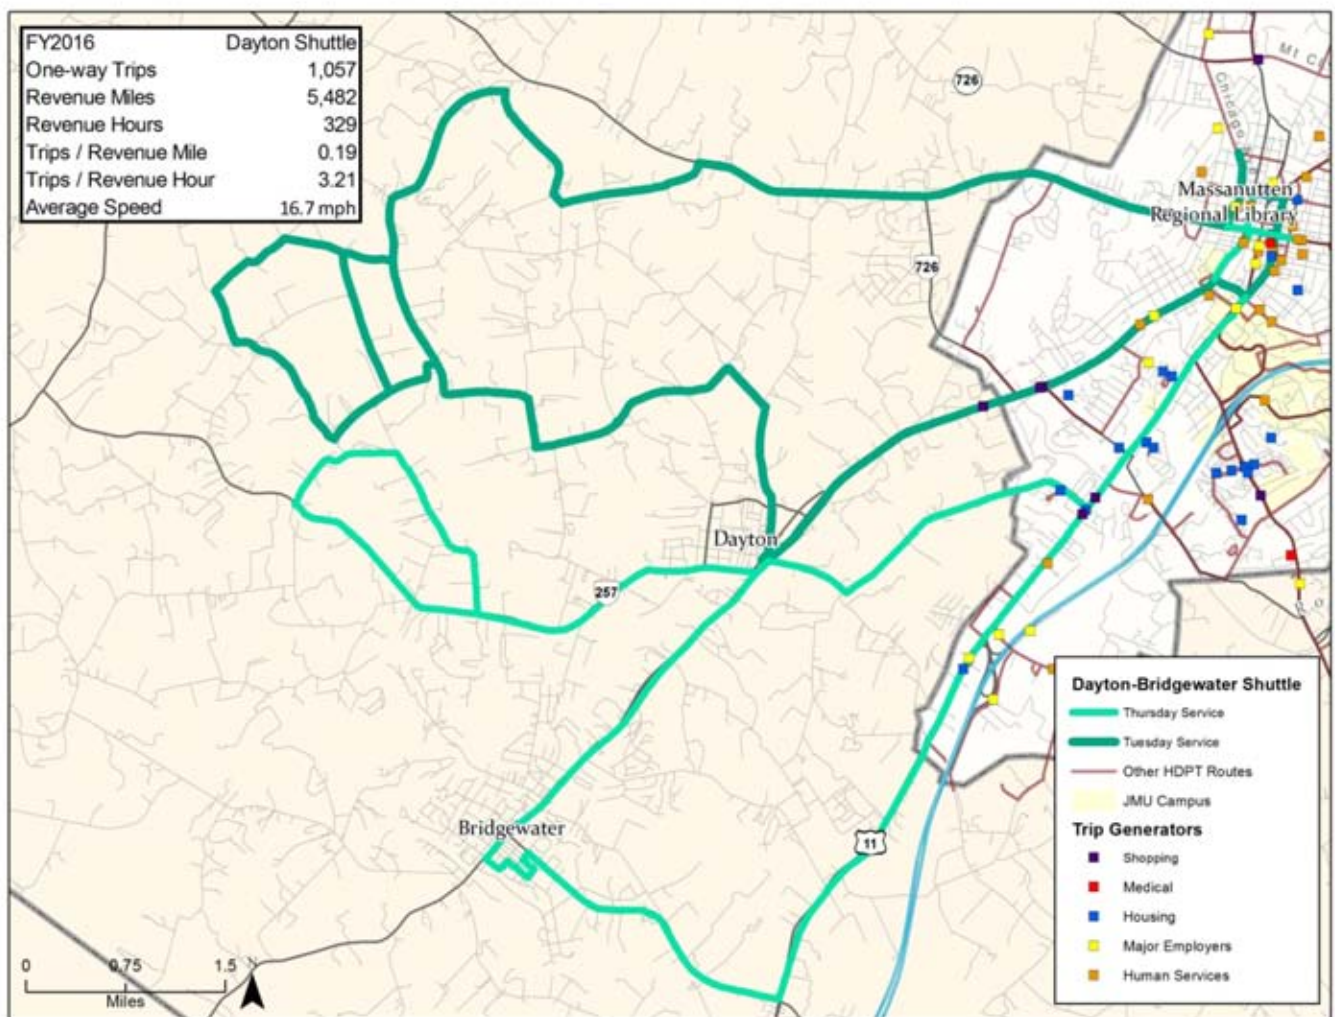 FY2016 Dayton Shuttle
One-way Trips 1,057
Revenue Miles 5,482
Revenue Hours 329
Trips / Revenue Mile 0.19
Trips / Revenue Hour 3.21
Average Speed 16.7 mph
726
Chicago
Massanutten
Regional Library
726
Dayton
257
Bridgewater
11
Dayton-Bridgewater Shuttle
Thursday Service
Tuesday Service
Other HDPT Routes
JMU Campus
Trip Generators
Shopping
Medical
Housing
Major Employers
Human Services
0 0.75 1.5
Miles
N